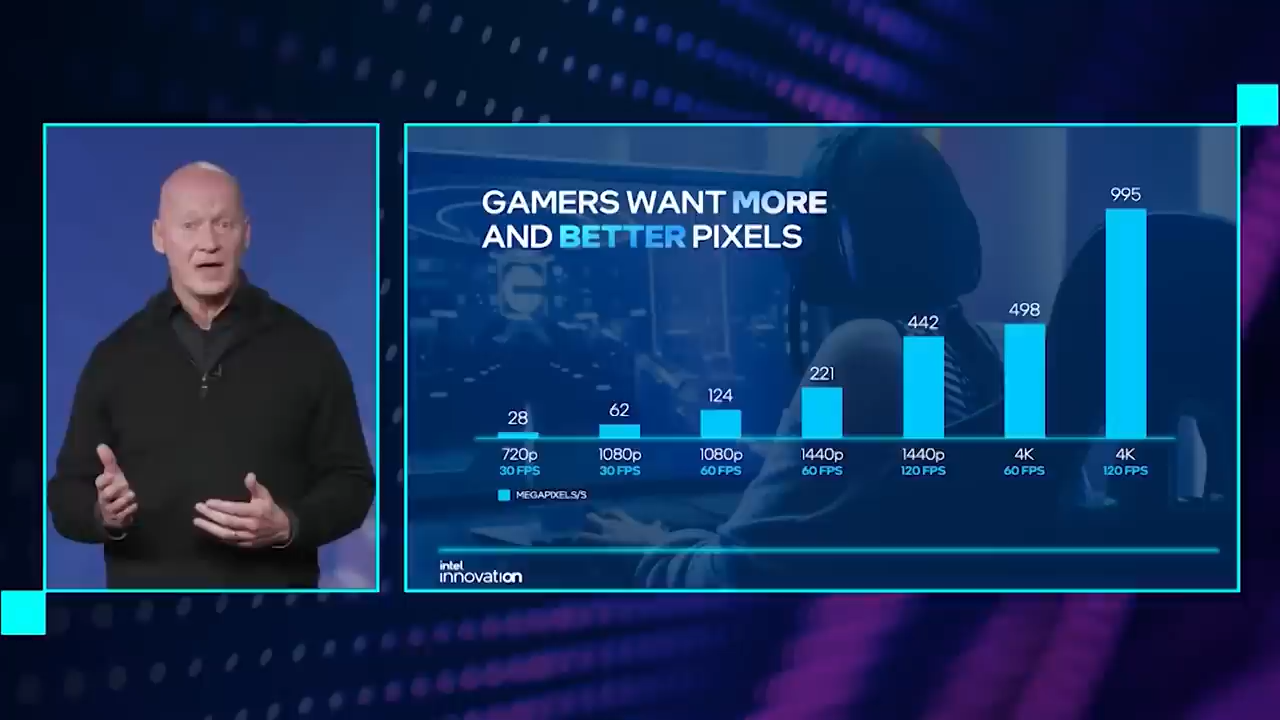 GAMERS WANT MORE
AND BETTER PIXELS
28
62
124
221
442
498
995
720p
30 FPS
1080p
30 FPS
1080p
60 FPS
1440p
60 FPS
1440p
120 FPS
4K
60 FPS
4K
120 FPS
MEGAPIXELS/S
intel
innovation